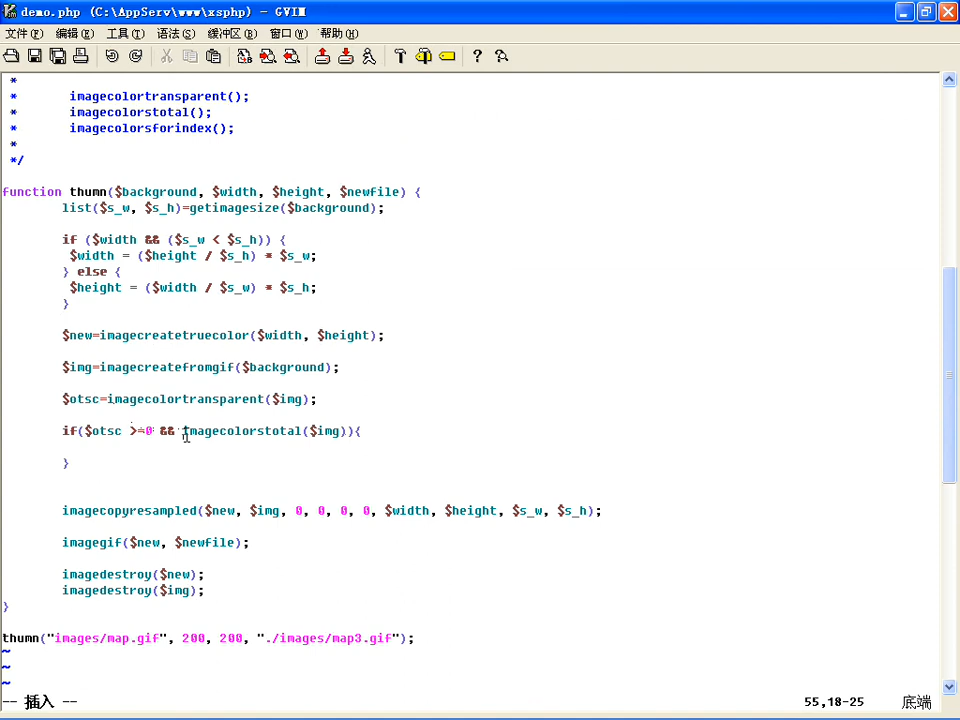 demo.php (C:\AppServ\www\xsphp) - GVIM
文件(F) 编辑(E) 工具(T) 语法(S) 缓冲区(B) 窗口(W) 帮助(H)
*
* imagecolortransparent();
* imagecolorstotal();
* imagecolorsforindex();
*
*/
function thumn($background, $width, $height, $newfile) {
list($s_w, $s_h)=getimagesize($background);
if ($width && ($s_w < $s_h)) {
$width = ($height / $s_h) * $s_w;
} else {
$height = ($width / $s_w) * $s_h;
}
$new=imagecreatetruecolor($width, $height);
$img=imagecreatefromgif($background);
$otsc=imagecolortransparent($img);
if($otsc >=0 && imagecolorstotal($img)){
}
imagecopyresampled($new, $img, 0, 0, 0, 0, $width, $height, $s_w, $s_h);
imagegif($new, $newfile);
imagedestroy($new);
imagedestroy($img);
}
thumn("images/map.gif", 200, 200, "./images/map3.gif");
~
~
~
-- 插入 -- 55,18-25 底端